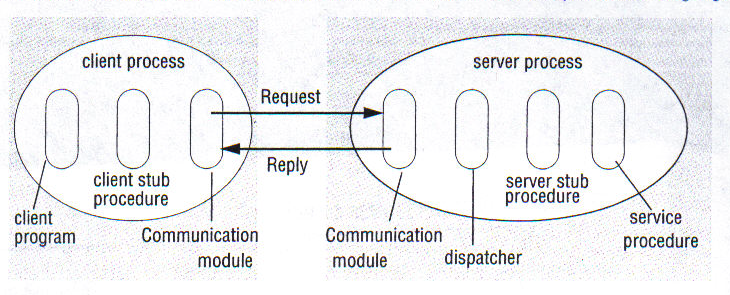 client process
server process
Request
Reply
client stub
procedure
server stub
procedure
client
program
Communication
module
Communication
module
dispatcher
service
procedure